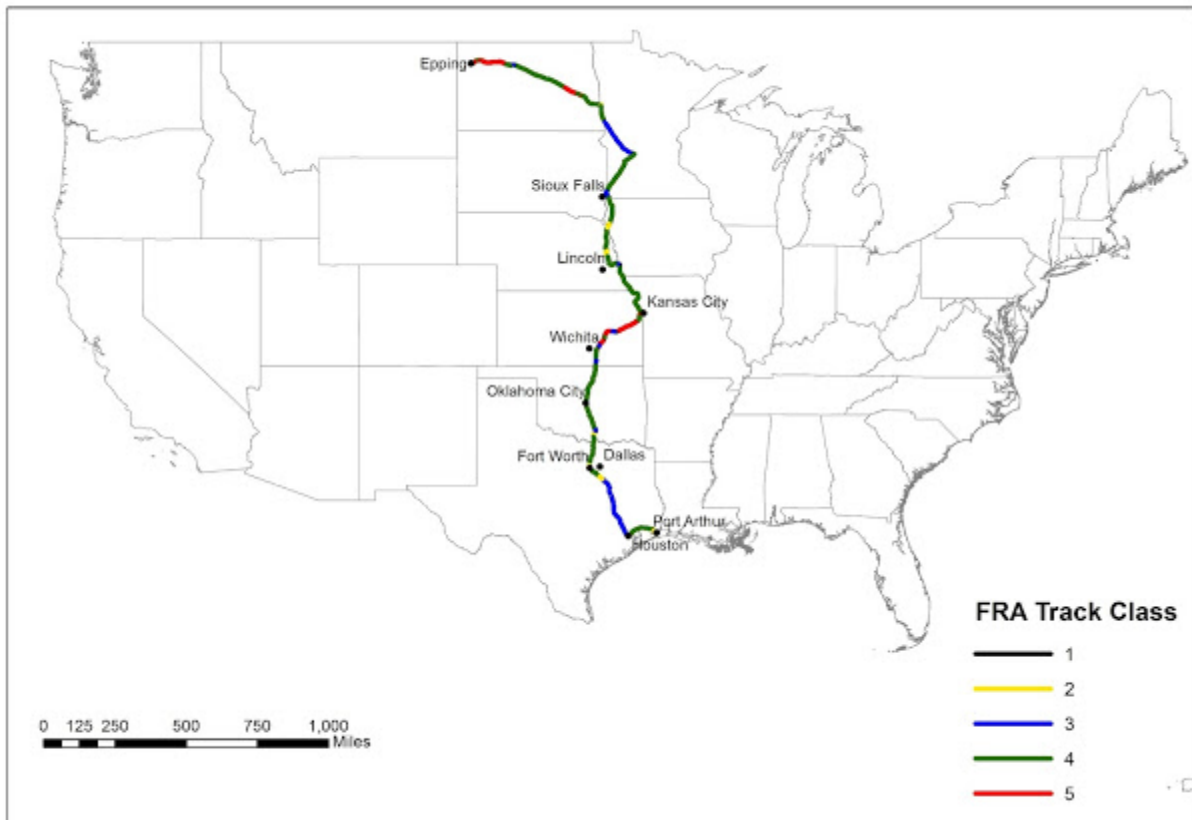 Epping
Sioux Falls
Lincoln
Kansas City
Wichita
Oklahoma City
Fort Worth
Dallas
Port Arthur
Houston
FRA Track Class
1
2
3
4
5
0 125 250 500 750 1,000
Miles